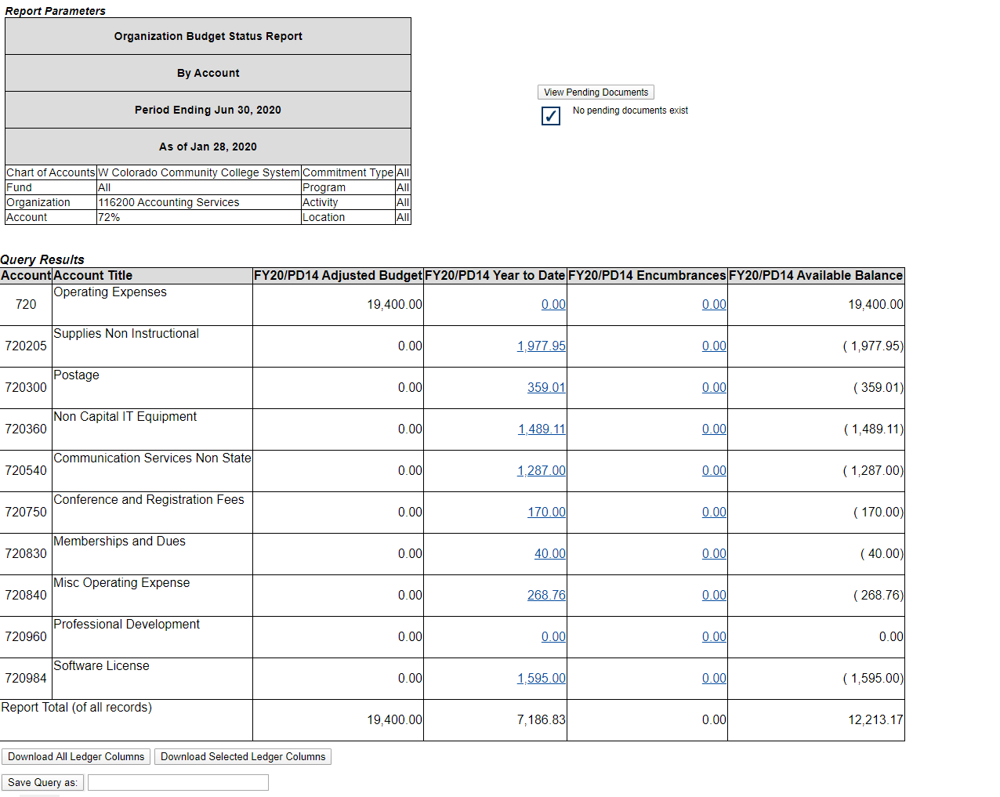 Report Parameters
Organization Budget Status Report
By Account
Period Ending Jun 30, 2020
As of Jan 28, 2020
View Pending Documents
No pending documents exist
Chart of Accounts W Colorado Community College System Commitment Type All
Fund All Program All
Organization 116200 Accounting Services Activity All
Account 72% Location All
Query Results
Account Account Title FY20/PD14 Adjusted Budget FY20/PD14 Year to Date FY20/PD14 Encumbrances FY20/PD14 Available Balance
720 Operating Expenses 19,400.00 0.00 0.00 19,400.00
720205 Supplies Non Instructional 0.00 1,977.95 0.00 ( 1,977.95)
720300 Postage 0.00 359.01 0.00 ( 359.01)
720360 Non Capital IT Equipment 0.00 1,489.11 0.00 ( 1,489.11)
720540 Communication Services Non State 0.00 1,287.00 0.00 ( 1,287.00)
720750 Conference and Registration Fees 0.00 170.00 0.00 ( 170.00)
720830 Memberships and Dues 0.00 40.00 0.00 ( 40.00)
720840 Misc Operating Expense 0.00 268.76 0.00 ( 268.76)
720960 Professional Development 0.00 0.00 0.00 0.00
720984 Software License 0.00 1,595.00 0.00 ( 1,595.00)
Report Total (of all records) 19,400.00 7,186.83 0.00 12,213.17
Download All Ledger Columns Download Selected Ledger Columns
Save Query as: